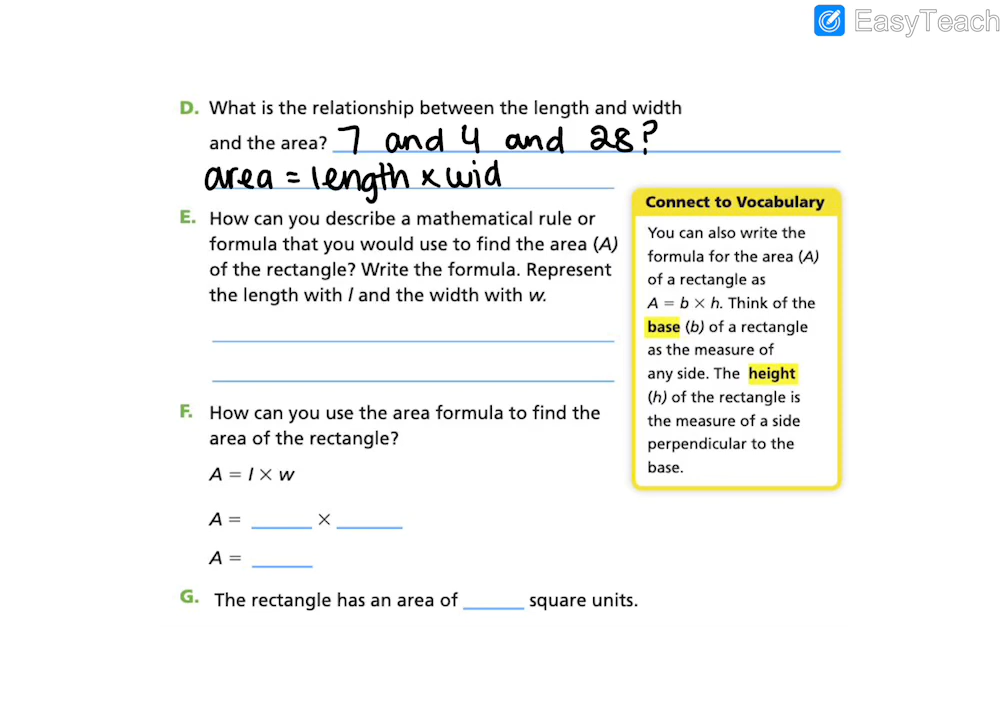 EasyTeach
D. What is the relationship between the length and width
and the area? 7 and 4 and 28?
area = length × wid
E. How can you describe a mathematical rule or
formula that you would use to find the area (A)
of the rectangle? Write the formula. Represent
the length with l and the width with w.
Connect to Vocabulary
You can also write the
formula for the area (A)
of a rectangle as
A = b × h. Think of the
base (b) of a rectangle
as the measure of
any side. The height
(h) of the rectangle is
the measure of a side
perpendicular to the
base.
F. How can you use the area formula to find the
area of the rectangle?
A = l × w
A = ______ × ______
A = ______
G. The rectangle has an area of ______ square units.